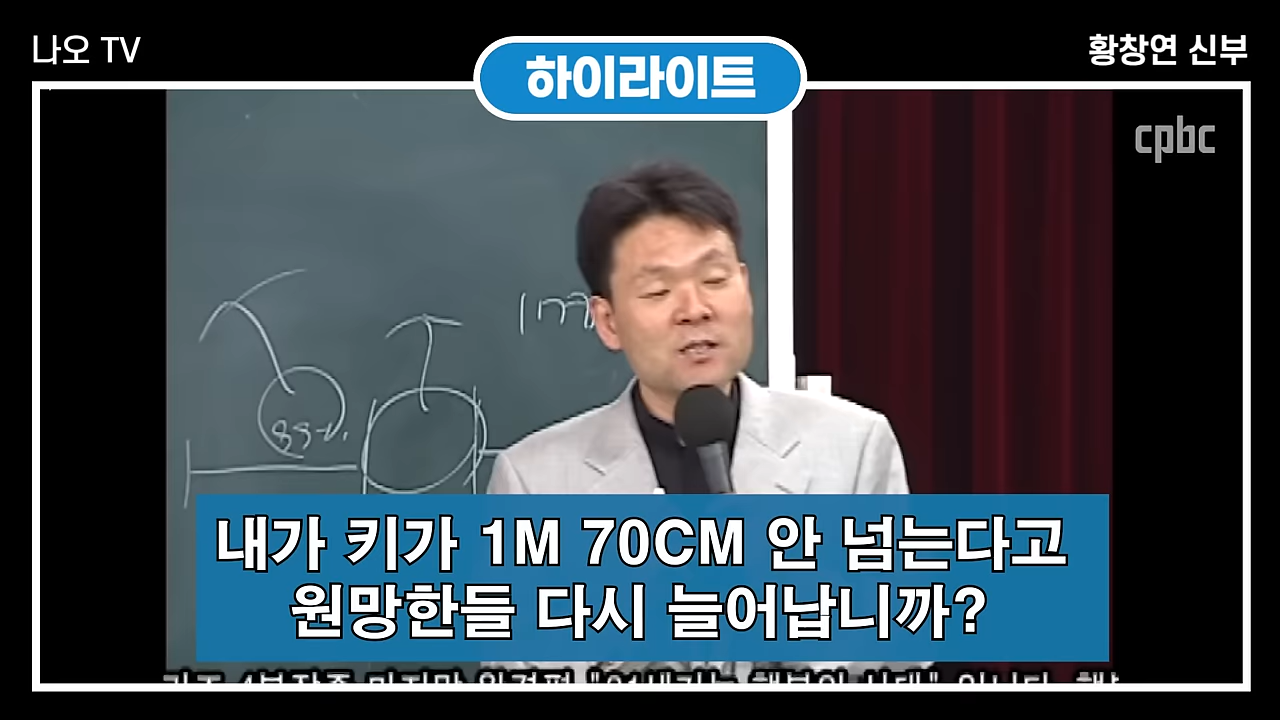 나오 TV
하이라이트
황창연 신부
cpbc
내가 키가 1M 70CM 안 넘는다고
원망한들 다시 늘어납니까?